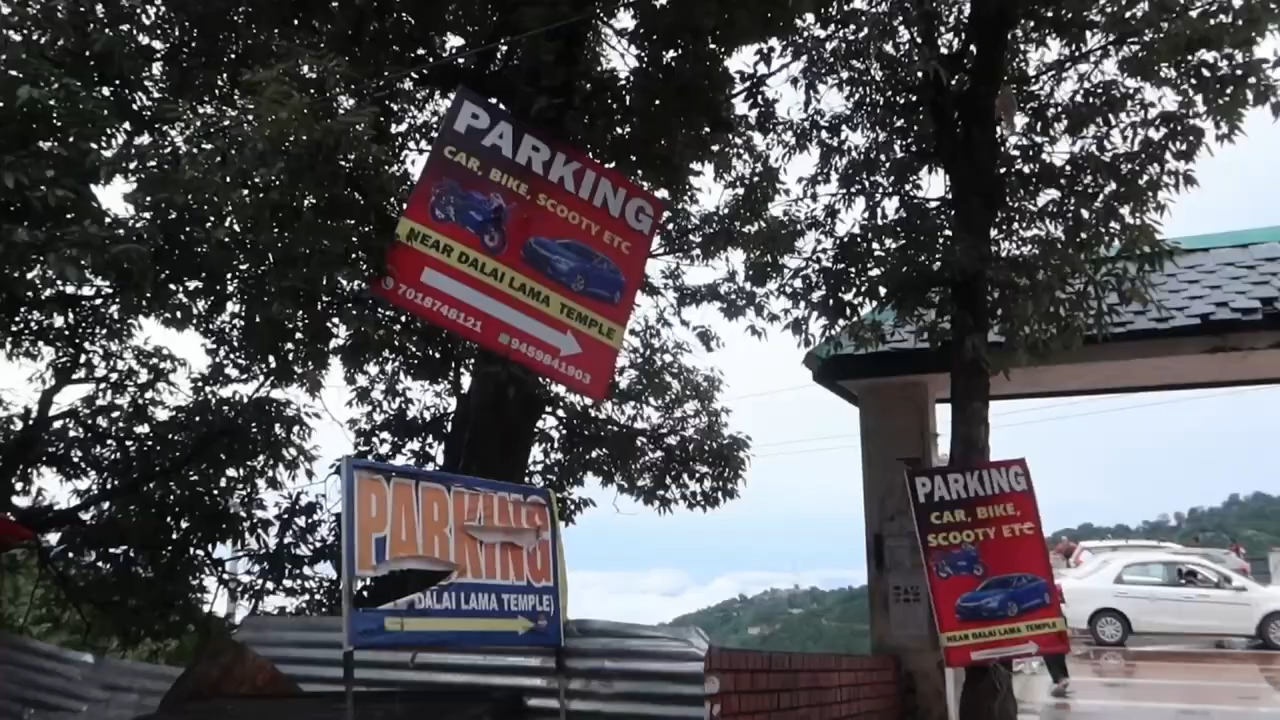 PARKING
CAR, BIKE, SCOOTY ETC
NEAR DALAI LAMA TEMPLE
7018748121
9459841903
PARKING
DALAI LAMA TEMPLE)
PARKING
CAR, BIKE,
SCOOTY ETC
NEAR DALAI LAMA TEMPLE